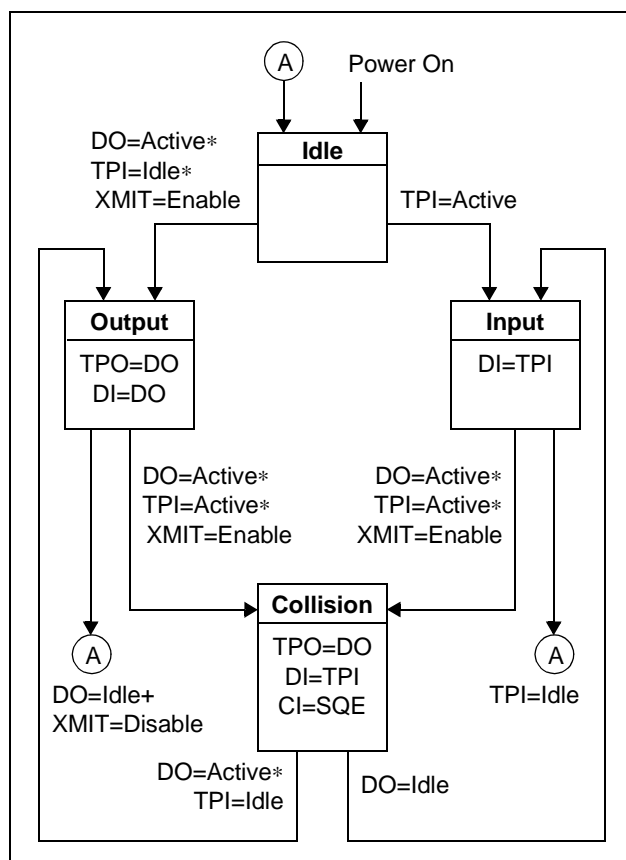 A
Power On
DO=Active*
TPI=Idle*
XMIT=Enable
Idle
TPI=Active
Output
TPO=DO
DI=DO
Input
DI=TPI
DO=Active*
TPI=Active*
XMIT=Enable
DO=Active*
TPI=Active*
XMIT=Enable
Collision
TPO=DO
DI=TPI
CI=SQE
A
DO=Idle+
XMIT=Disable
A
TPI=Idle
DO=Active*
TPI=Idle
DO=Idle